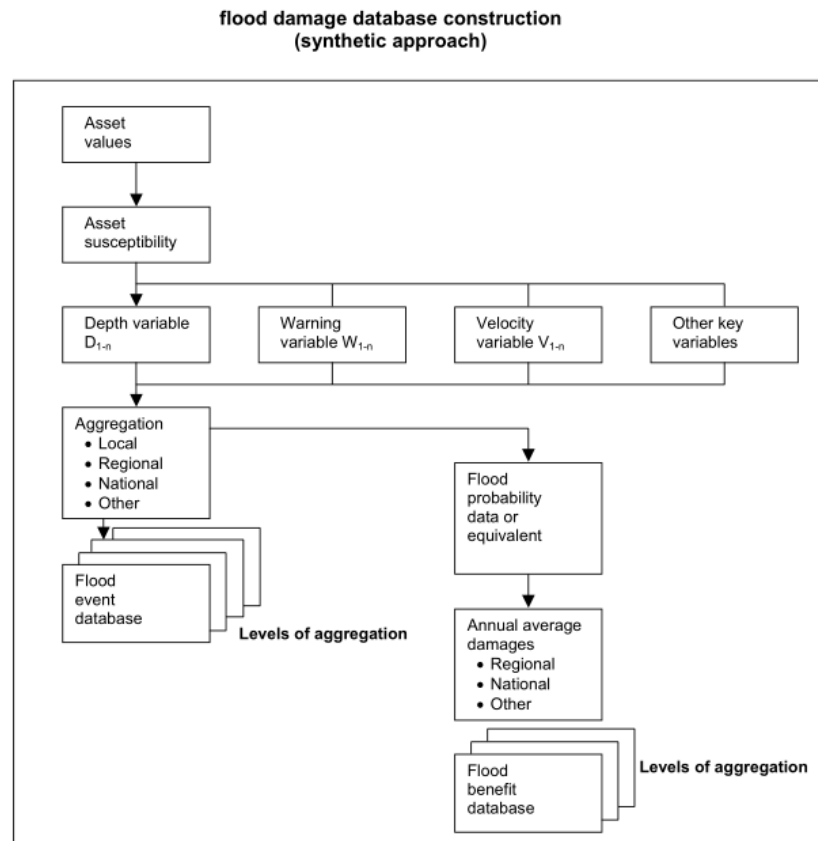 flood damage database construction
(synthetic approach)
Asset
values
Asset
susceptibility
Depth variable
D1-n
Warning
variable W1-n
Velocity
variable V1-n
Other key
variables
Aggregation
• Local
• Regional
• National
• Other
Flood
probability
data or
equivalent
Flood
event
database
Levels of aggregation
Annual average
damages
• Regional
• National
• Other
Flood
benefit
database
Levels of aggregation